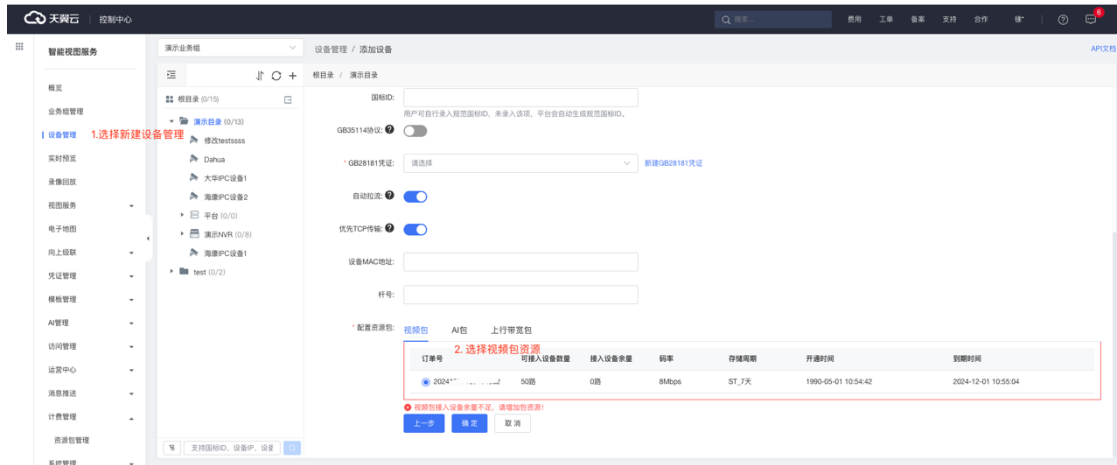 天翼云 控制中心 搜索... 费用 工单 备案 支持 合作 6
智能视图服务
演示业务组
设备管理 / 添加设备
API文档
根目录 / 演示目录
概览
业务组管理
设备管理
实时预览
录像回放
视图服务
电子地图
向上级联
凭证管理
模板管理
AI管理
访问管理
运营中心
消息推送
计费管理
资源包管理
系统管理
1.选择新建设备管理
根目录 (0/15)
演示目录 (0/13)
修改testssss
Dahua
大华IPC设备1
海康IPC设备2
平台 (0/0)
演示NVR (0/8)
海康IPC设备1
test (0/2)
支持国标ID、设备IP、设备
国标ID:
用户可自行录入规范国标ID，未录入该项，平台会自动生成规范国标ID。
GB35114协议:
* GB28181凭证: 请选择 新建GB28181凭证
自动拉流:
优先TCP传输:
设备MAC地址:
杆号:
* 配置资源包: 视频包 AI包 上行带宽包
2. 选择视频包资源
订单号 可接入设备数量 接入设备余量 码率 存储周期 开通时间 到期时间
2024 50路 0路 8Mbps ST_7天 1990-05-01 10:54:42 2024-12-01 10:55:04
视频包接入设备余量不足，请增加包资源!
上一步 确 定 取 消